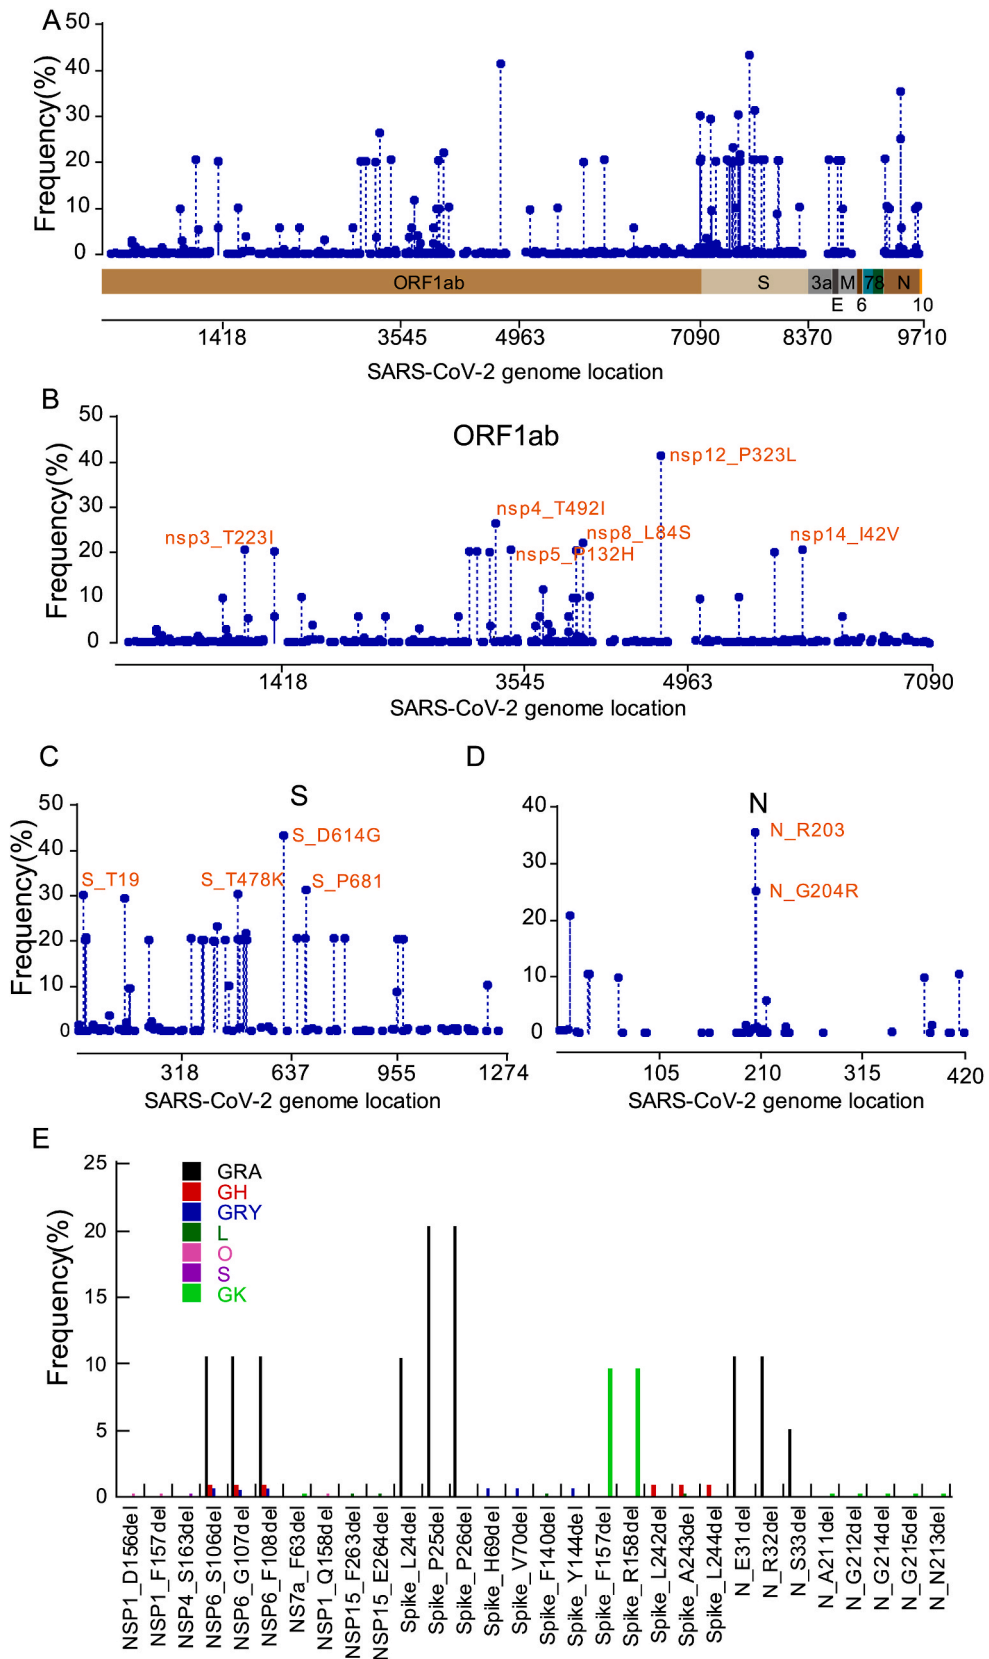 A
50
40
30
20
10
0
Frequency(%)
ORF1ab S 3a M 7 8 N
E 6 10
1418 3545 4963 7090 8370 9710
SARS-CoV-2 genome location
B
ORF1ab
50
40
30
20
10
0
Frequency(%)
nsp12_P323L
nsp4_T492I
nsp3_T223I
nsp8_L84S
nsp14_I42V
nsp5_P132H
1418 3545 4963 7090
SARS-CoV-2 genome location
C
S
50
40
30
20
10
0
Frequency(%)
S_D614G
S_T19
S_T478K
S_P681
318 637 955 1274
SARS-CoV-2 genome location
D
N
40
30
20
10
0
N_R203
N_G204R
105 210 315 420
SARS-CoV-2 genome location
E
25
20
15
10
5
0
Frequency(%)
GRA
GH
GRY
L
O
S
GK
NSP1_D156del
NSP1_F157del
NSP4_S163del
NSP6_S106del
NSP6_G107del
NSP6_F108del
NS7a_F63del
NSP1_Q158del
NSP15_F263del
NSP15_E264del
Spike_L24del
Spike_P25del
Spike_P26del
Spike_H69del
Spike_V70del
Spike_F140del
Spike_Y144del
Spike_F157del
Spike_R158del
Spike_L242del
Spike_A243del
Spike_L244del
N_E31del
N_R32del
N_S33del
N_A211del
N_G212del
N_G214del
N_G215del
N_N213del